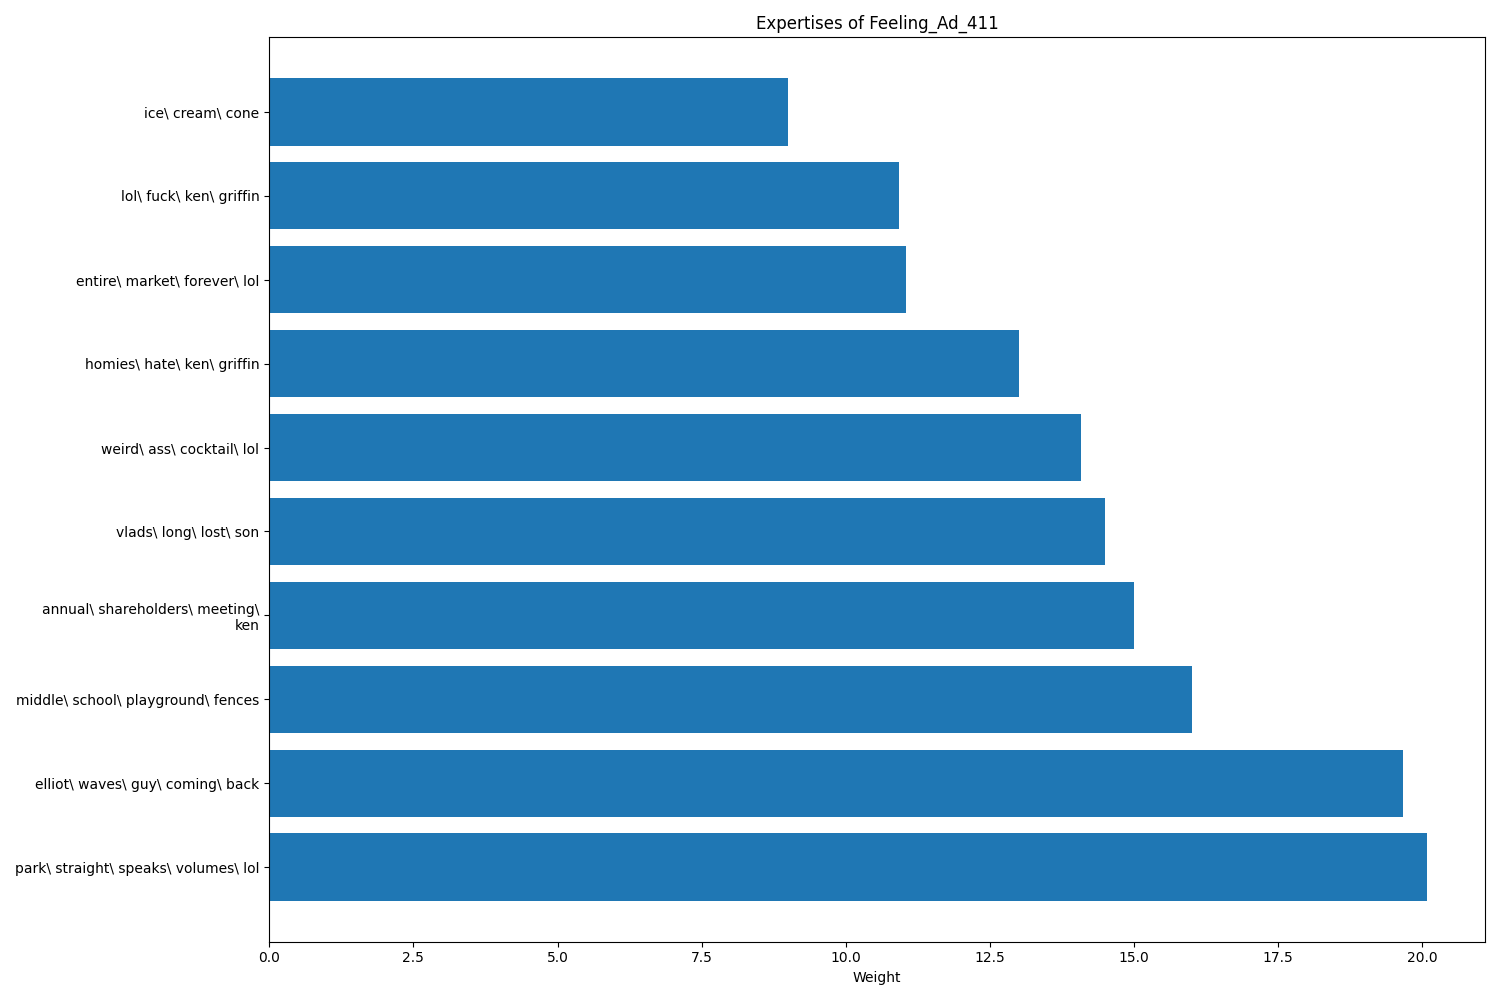 Expertises of Feeling_Ad_411
ice\ cream\ cone
lol\ fuck\ ken\ griffin
entire\ market\ forever\ lol
homies\ hate\ ken\ griffin
weird\ ass\ cocktail\ lol
vlads\ long\ lost\ son
annual\ shareholders\ meeting\
ken
middle\ school\ playground\ fences
elliot\ waves\ guy\ coming\ back
park\ straight\ speaks\ volumes\ lol
0.0 2.5 5.0 7.5 10.0 12.5 15.0 17.5 20.0
Weight